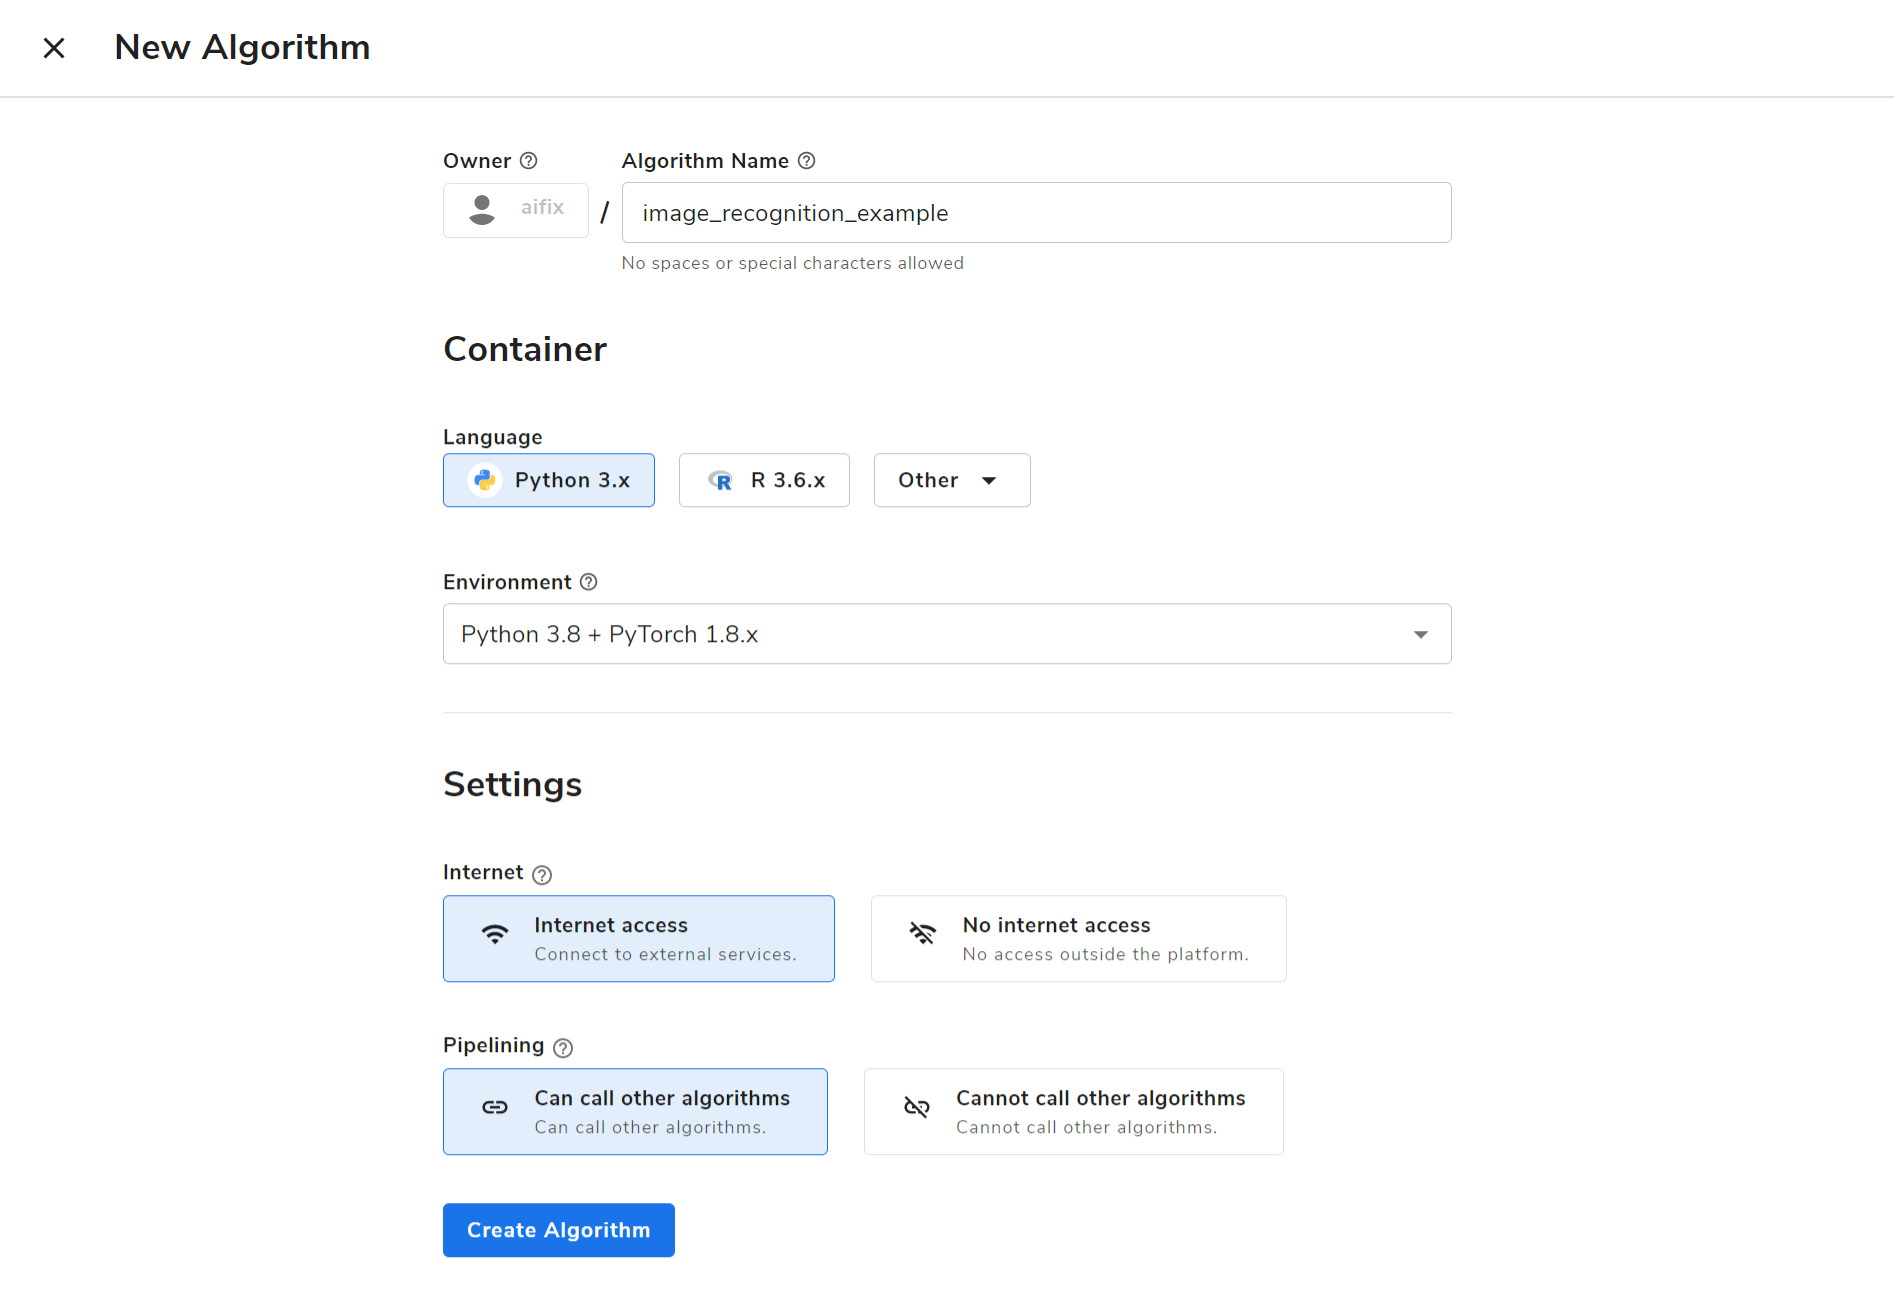 New Algorithm
Owner
Algorithm Name
aifix
/
image_recognition_example
No spaces or special characters allowed
Container
Language
Python 3.x
R 3.6.x
Other
Environment
Python 3.8 + PyTorch 1.8.x
Settings
Internet
Internet access
Connect to external services.
No internet access
No access outside the platform.
Pipelining
Can call other algorithms
Can call other algorithms.
Cannot call other algorithms
Cannot call other algorithms.
Create Algorithm